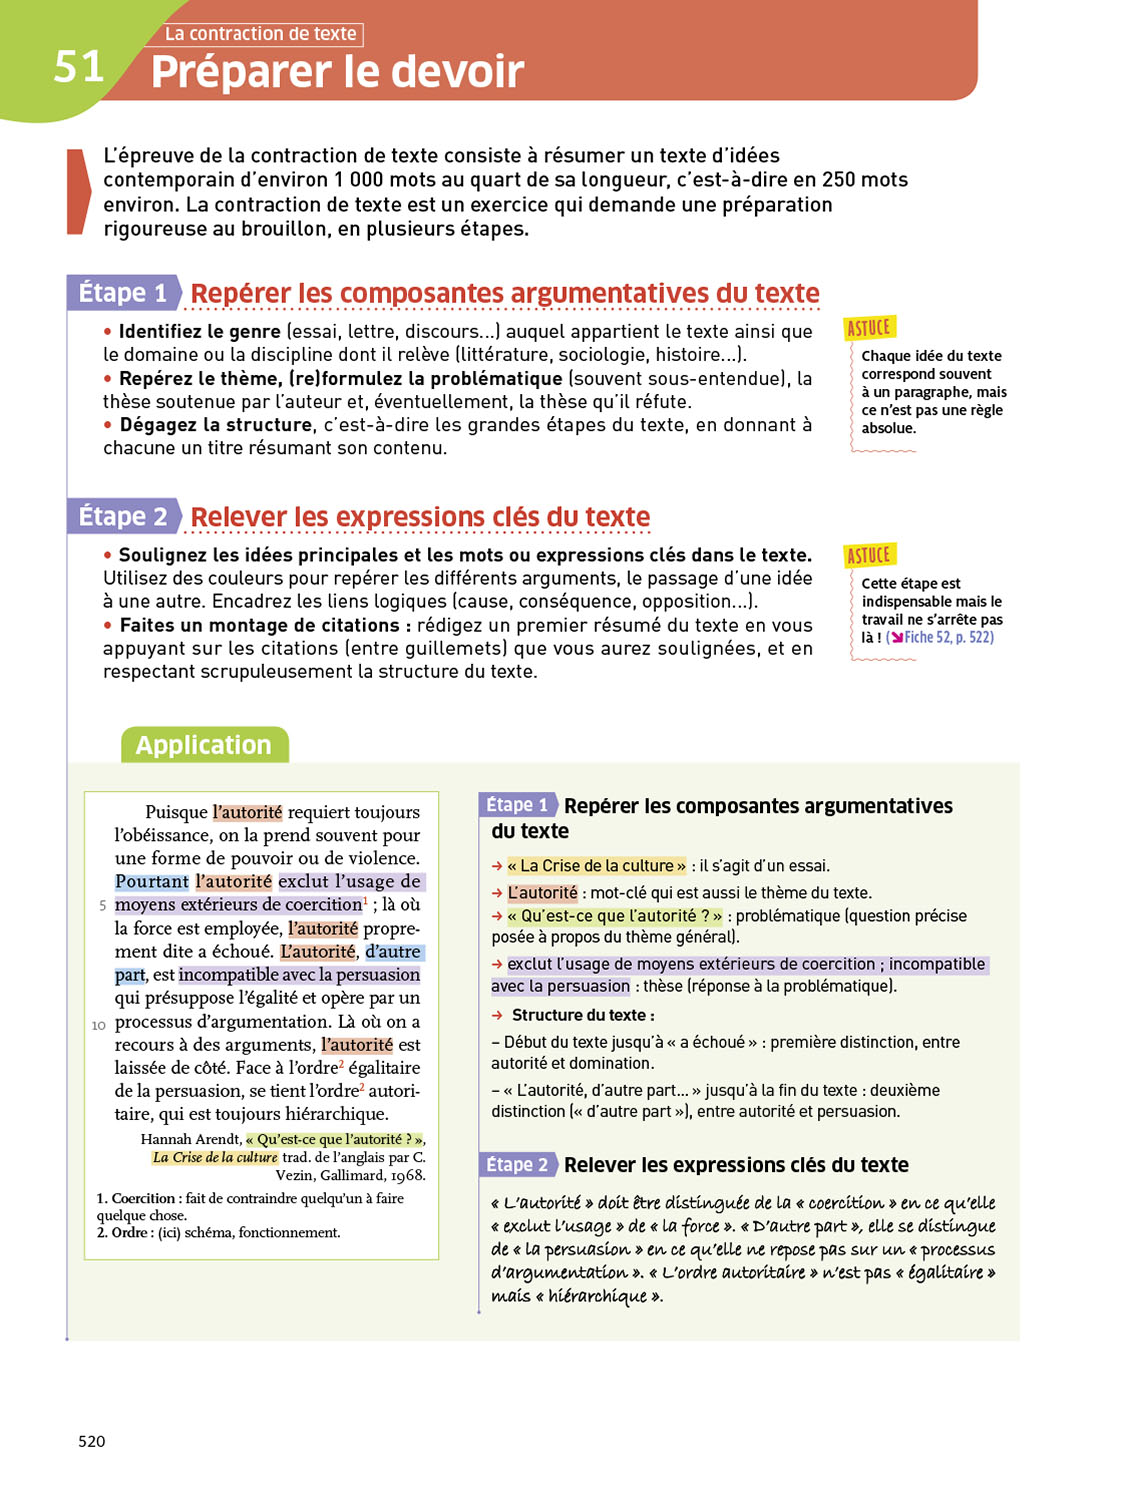 La contraction de texte
51
Préparer le devoir
L'épreuve de la contraction de texte consiste à résumer un texte d'idées
contemporain d'environ 1 000 mots au quart de sa longueur, c'est-à-dire en 250 mots
environ. La contraction de texte est un exercice qui demande une préparation
rigoureuse au brouillon, en plusieurs étapes.
Étape 1 Repérer les composantes argumentatives du texte
• Identifiez le genre (essai, lettre, discours...) auquel appartient le texte ainsi que
le domaine ou la discipline dont il relève (littérature, sociologie, histoire...).
• Repérez le thème, (re)formulez la problématique (souvent sous-entendue), la
thèse soutenue par l'auteur et, éventuellement, la thèse qu'il réfute.
• Dégagez la structure, c'est-à-dire les grandes étapes du texte, en donnant à
chacune un titre résumant son contenu.
ASTUCE
Chaque idée du texte
correspond souvent
à un paragraphe, mais
ce n'est pas une règle
absolue.
Étape 2 Relever les expressions clés du texte
• Soulignez les idées principales et les mots ou expressions clés dans le texte.
Utilisez des couleurs pour repérer les différents arguments, le passage d'une idée
à une autre. Encadrez les liens logiques (cause, conséquence, opposition...).
• Faites un montage de citations : rédigez un premier résumé du texte en vous
appuyant sur les citations (entre guillemets) que vous aurez soulignées, et en
respectant scrupuleusement la structure du texte.
ASTUCE
Cette étape est
indispensable mais le
travail ne s'arrête pas
là ! (➘Fiche 52, p. 522)
Application
Puisque l'autorité requiert toujours
l'obéissance, on la prend souvent pour
une forme de pouvoir ou de violence.
Pourtant l'autorité exclut l'usage de
5 moyens extérieurs de coercition¹ ; là où
la force est employée, l'autorité propre-
ment dite a échoué. L'autorité, d'autre
part, est incompatible avec la persuasion
qui présuppose l'égalité et opère par un
10 processus d'argumentation. Là où on a
recours à des arguments, l'autorité est
laissée de côté. Face à l'ordre² égalitaire
de la persuasion, se tient l'ordre² autori-
taire, qui est toujours hiérarchique.
Hannah Arendt, « Qu'est-ce que l'autorité ? »,
La Crise de la culture trad. de l'anglais par C.
Vezin, Gallimard, 1968.
1. Coercition : fait de contraindre quelqu'un à faire
quelque chose.
2. Ordre : (ici) schéma, fonctionnement.
Étape 1 Repérer les composantes argumentatives
du texte
→ « La Crise de la culture » : il s'agit d'un essai.
→ L'autorité : mot-clé qui est aussi le thème du texte.
→ « Qu'est-ce que l'autorité ? » : problématique (question précise
posée à propos du thème général).
→ exclut l'usage de moyens extérieurs de coercition ; incompatible
avec la persuasion : thèse (réponse à la problématique).
→ Structure du texte :
– Début du texte jusqu'à « a échoué » : première distinction, entre
autorité et domination.
– « L'autorité, d'autre part... » jusqu'à la fin du texte : deuxième
distinction (« d'autre part »), entre autorité et persuasion.
Étape 2 Relever les expressions clés du texte
« L'autorité » doit être distinguée de la « coercition » en ce qu'elle
« exclut l'usage » de « la force ». « D'autre part », elle se distingue
de « la persuasion » en ce qu'elle ne repose pas sur un « processus
d'argumentation ». « L'ordre autoritaire » n'est pas « égalitaire »
mais « hiérarchique ».
520